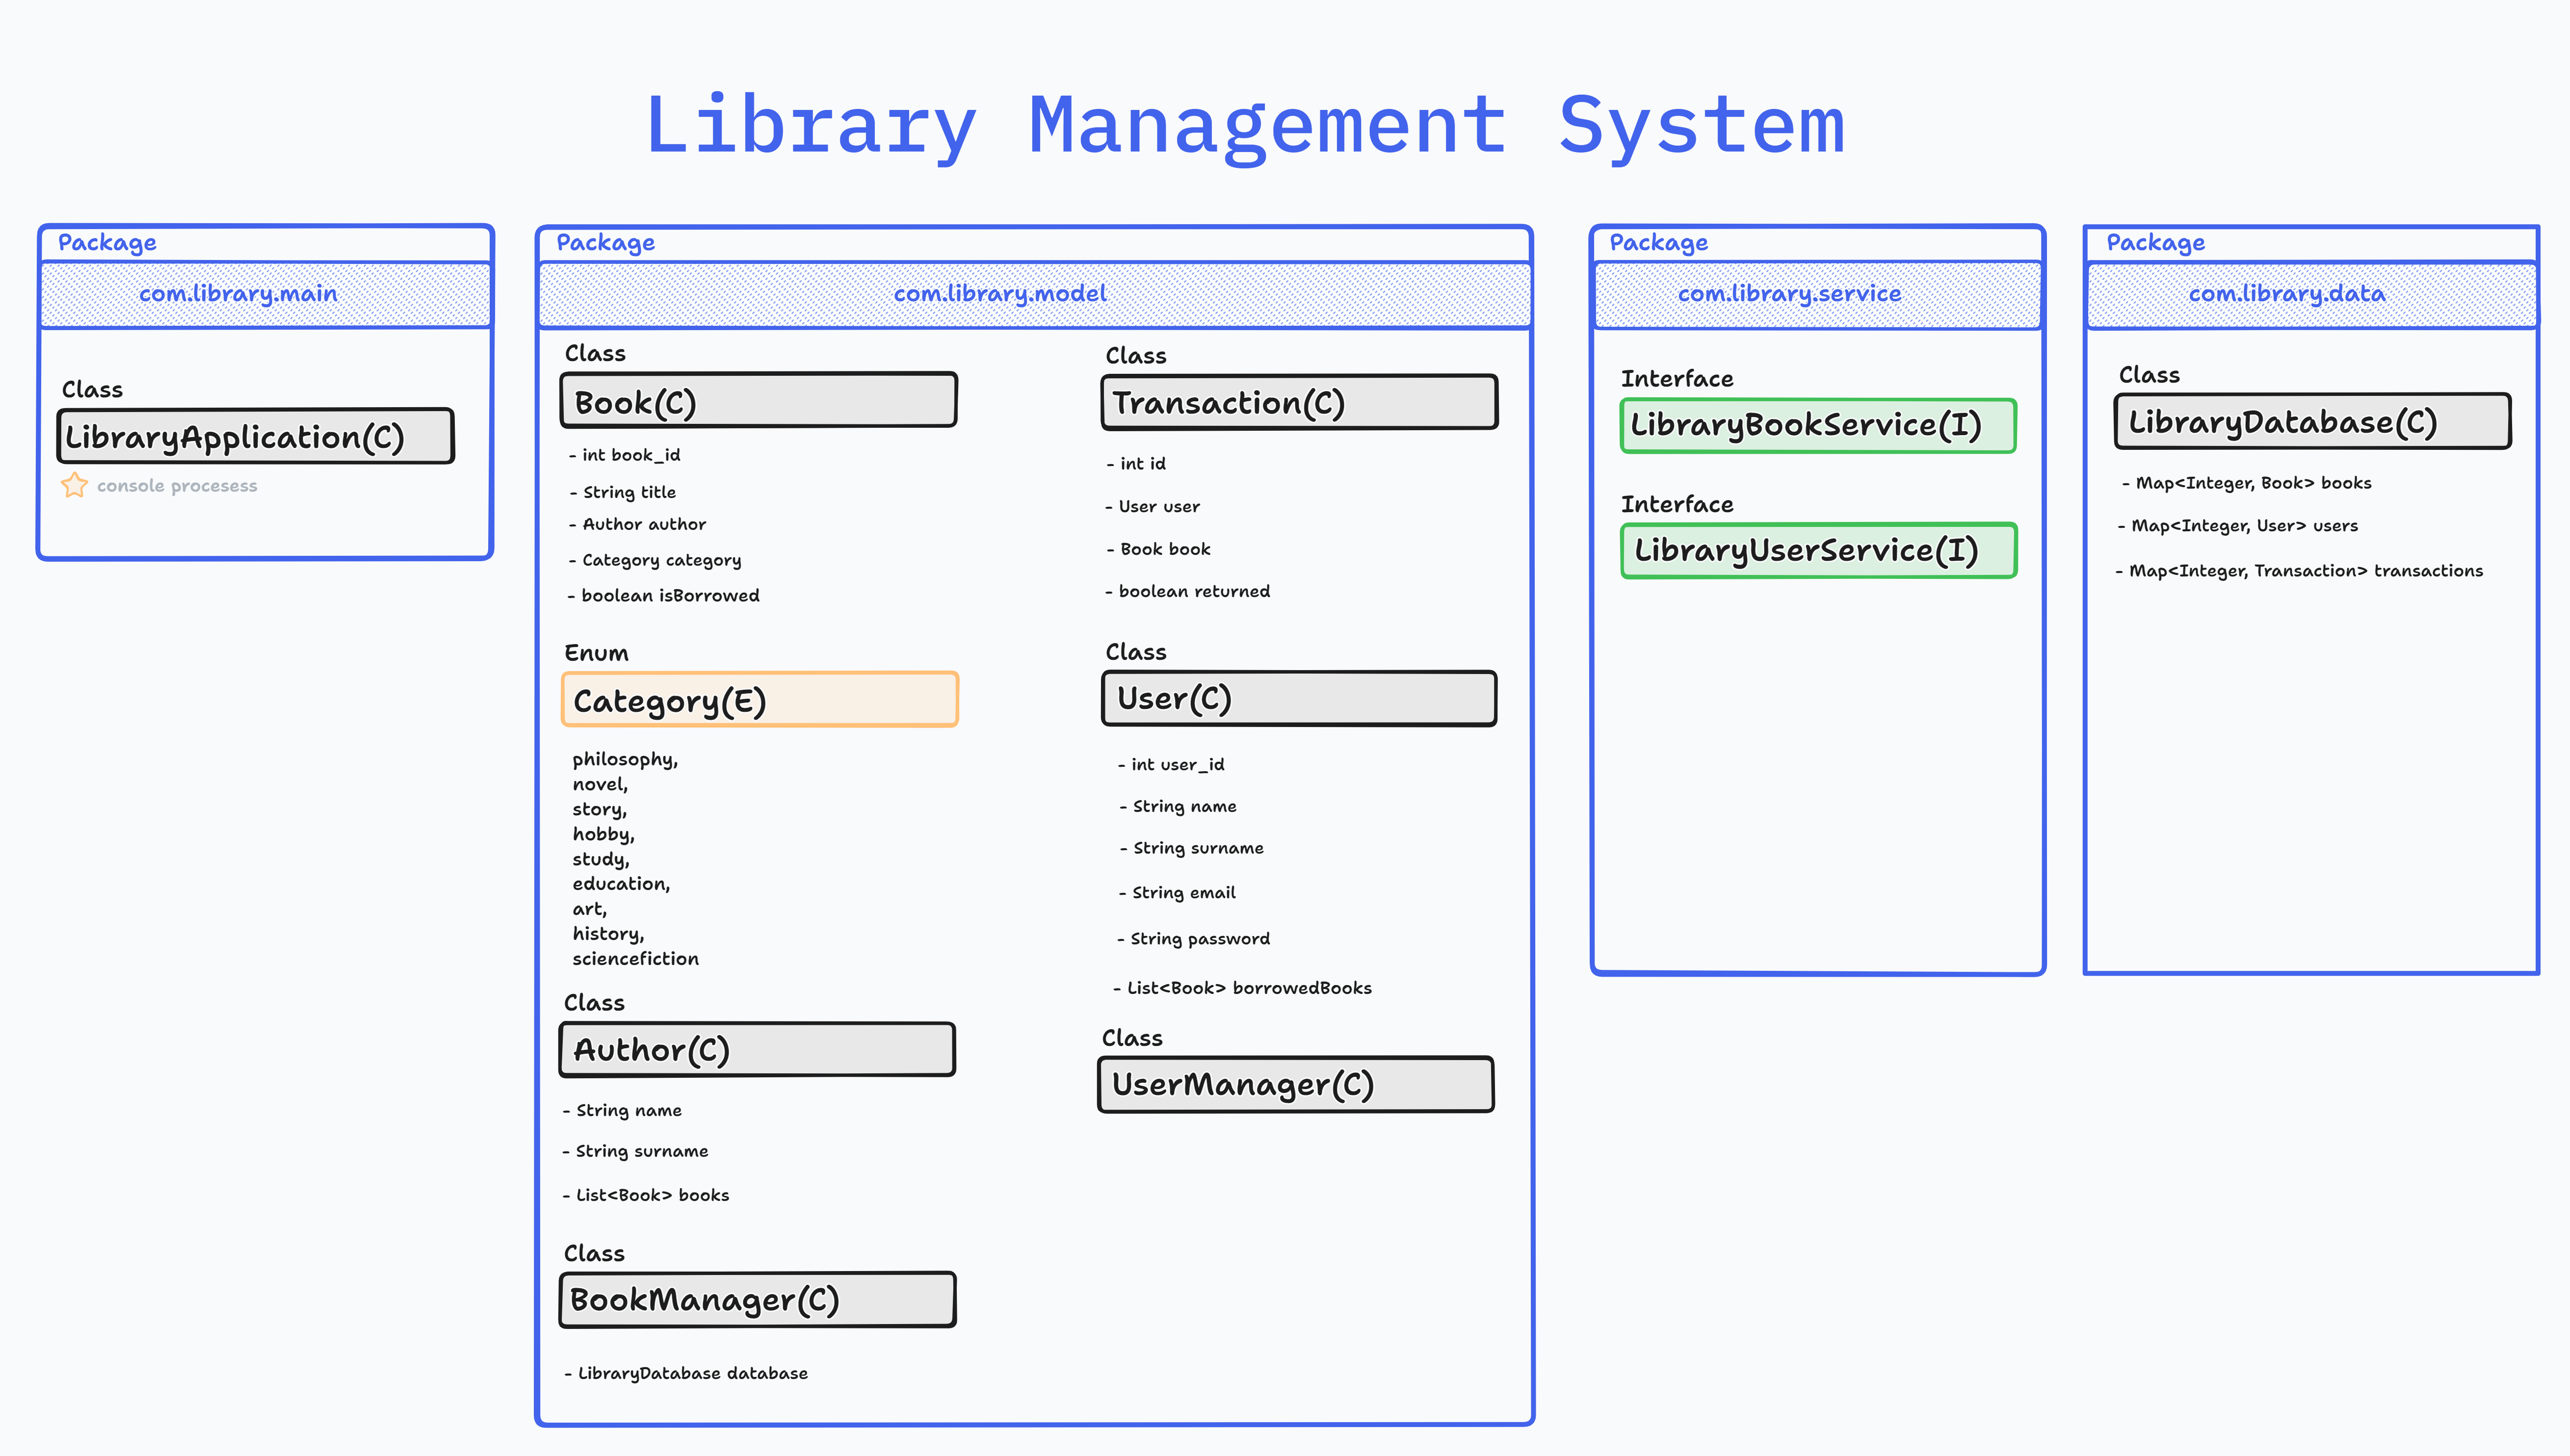 Library Management System
Package
com.library.main
Class
LibraryApplication(C)
console procesess
Package
com.library.model
Class
Book(C)
- int book_id
- String title
- Author author
- Category category
- boolean isBorrowed
Enum
Category(E)
philosophy,
novel,
story,
hobby,
study,
education,
art,
history,
sciencefiction
Class
Author(C)
- String name
- String surname
- List<Book> books
Class
BookManager(C)
- LibraryDatabase database
Class
Transaction(C)
- int id
- User user
- Book book
- boolean returned
Class
User(C)
- int user_id
- String name
- String surname
- String email
- String password
- List<Book> borrowedBooks
Class
UserManager(C)
Package
com.library.service
Interface
LibraryBookService(I)
Interface
LibraryUserService(I)
Package
com.library.data
Class
LibraryDatabase(C)
- Map<Integer, Book> books
- Map<Integer, User> users
- Map<Integer, Transaction> transactions